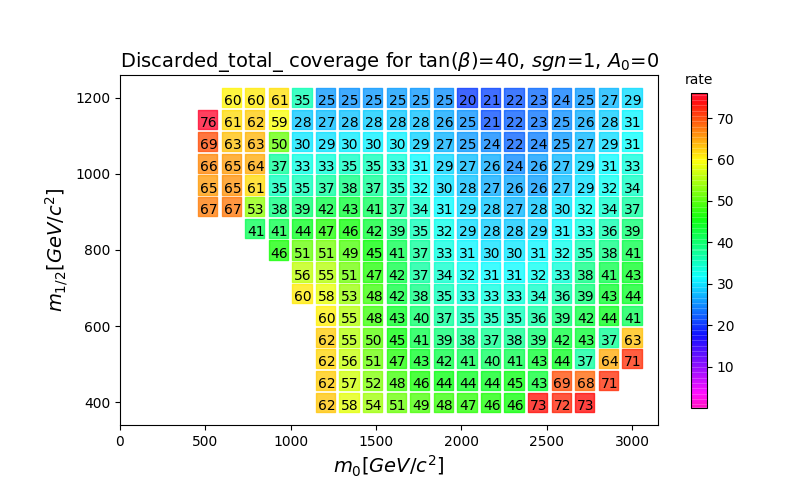 Discarded_total_ coverage for tan(β)=40, sgn=1, A₀=0
rate
1200 60 60 61 35 25 25 25 25 25 25 20 21 22 23 24 25 27 29
76 61 62 59 28 27 28 28 28 28 26 25 21 22 23 25 26 28 31 70
69 63 63 50 30 29 30 30 30 29 27 25 24 22 24 25 27 29 31
1000 66 65 64 37 33 33 35 35 33 31 29 27 26 24 26 27 29 31 33 60
65 65 61 35 35 37 38 37 35 32 30 28 27 26 26 27 29 32 34
67 67 53 38 39 42 43 41 37 34 31 29 28 27 28 30 32 34 37 50
41 41 44 47 46 42 39 35 32 29 28 28 29 31 33 36 39
800 46 51 51 49 45 41 37 33 31 30 30 31 32 35 38 41 40
56 55 51 47 42 37 34 32 31 31 32 33 38 41 43
60 58 53 48 42 38 35 33 33 33 34 36 39 43 44 30
600 60 55 48 43 40 37 35 35 35 36 39 42 44 41
62 55 50 45 41 39 38 37 38 39 42 43 37 63 20
62 56 51 47 43 42 41 40 41 43 44 37 64 71
62 57 52 48 46 44 44 44 45 43 69 68 71 10
400 62 58 54 51 49 48 47 46 46 73 72 73
m₁/₂[GeV/c²]
0 500 1000 1500 2000 2500 3000
m₀[GeV/c²]